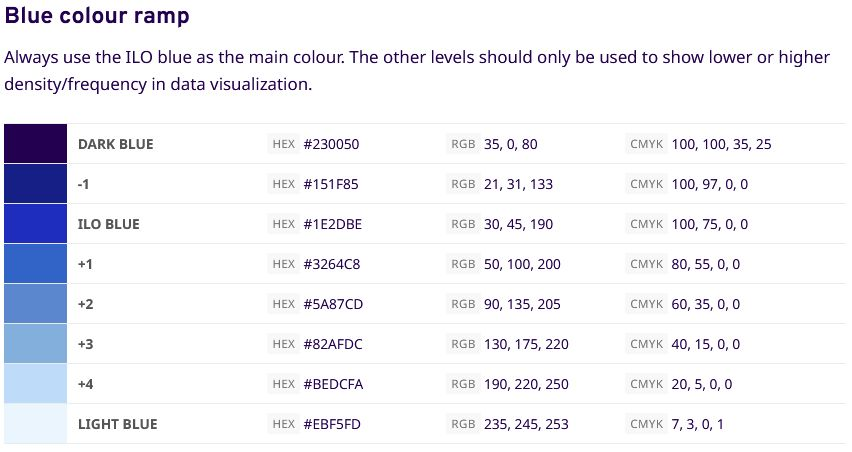 Blue colour ramp
Always use the ILO blue as the main colour. The other levels should only be used to show lower or higher
density/frequency in data visualization.
DARK BLUE HEX #230050 RGB 35, 0, 80 CMYK 100, 100, 35, 25
-1 HEX #151F85 RGB 21, 31, 133 CMYK 100, 97, 0, 0
ILO BLUE HEX #1E2DBE RGB 30, 45, 190 CMYK 100, 75, 0, 0
+1 HEX #3264C8 RGB 50, 100, 200 CMYK 80, 55, 0, 0
+2 HEX #5A87CD RGB 90, 135, 205 CMYK 60, 35, 0, 0
+3 HEX #82AFDC RGB 130, 175, 220 CMYK 40, 15, 0, 0
+4 HEX #BEDCFA RGB 190, 220, 250 CMYK 20, 5, 0, 0
LIGHT BLUE HEX #EBF5FD RGB 235, 245, 253 CMYK 7, 3, 0, 1